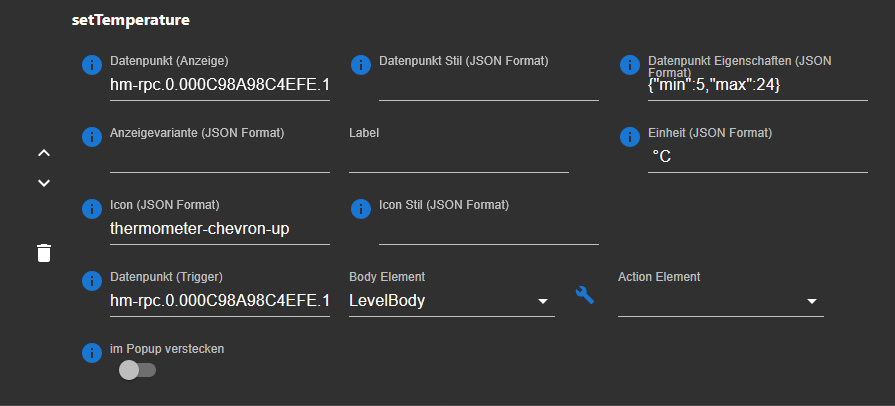 setTemperature
Datenpunkt (Anzeige)
Datenpunkt Stil (JSON Format)
Datenpunkt Eigenschaften (JSON
Format)
hm-rpc.0.000C98A98C4EFE.1
{"min":5,"max":24}
Anzeigevariante (JSON Format)
Label
Einheit (JSON Format)
°C
Icon (JSON Format)
Icon Stil (JSON Format)
thermometer-chevron-up
Datenpunkt (Trigger)
Body Element
Action Element
hm-rpc.0.000C98A98C4EFE.1
LevelBody
im Popup verstecken